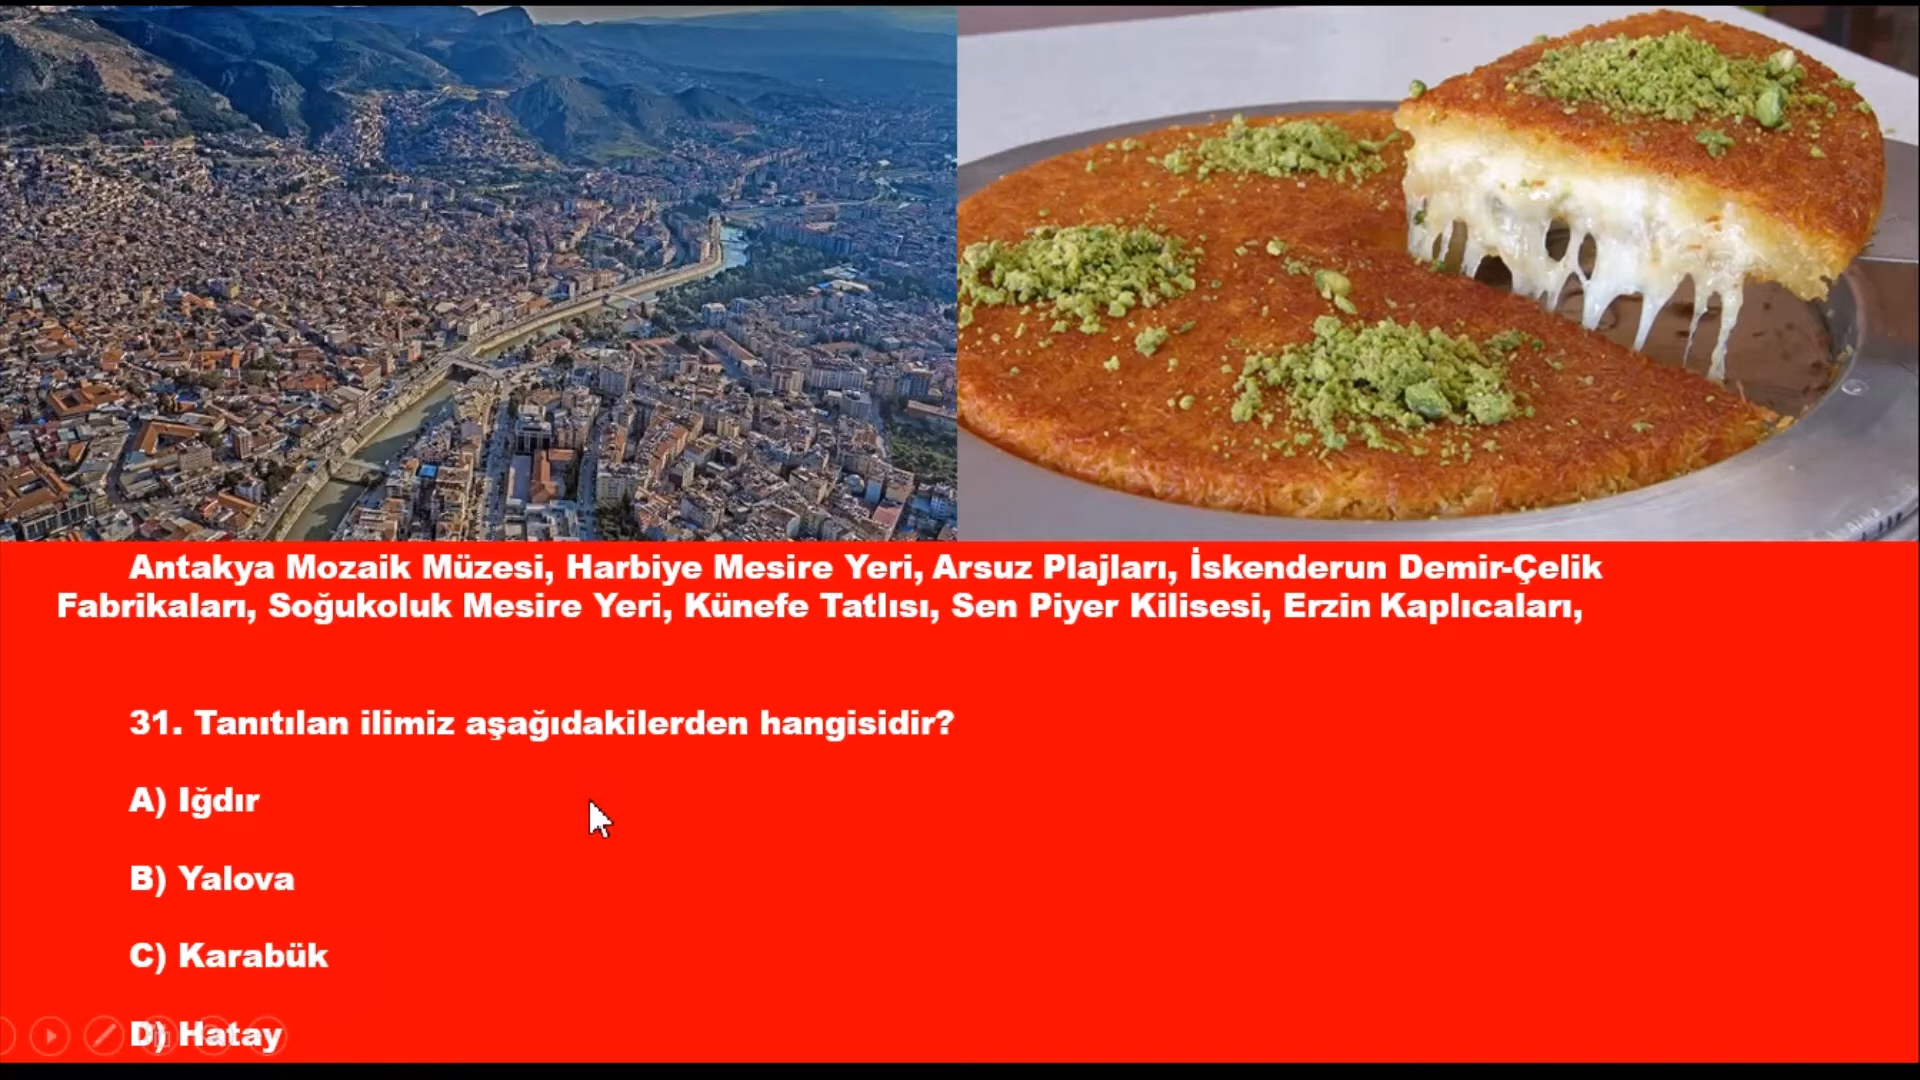 Antakya Mozaik Müzesi, Harbiye Mesire Yeri, Arsuz Plajları, İskenderun Demir-Çelik
Fabrikaları, Soğukoluk Mesire Yeri, Künefe Tatlısı, Sen Piyer Kilisesi, Erzin Kaplıcaları,
31. Tanıtılan ilimiz aşağıdakilerden hangisidir?
A) Iğdır
B) Yalova
C) Karabük
D) Hatay